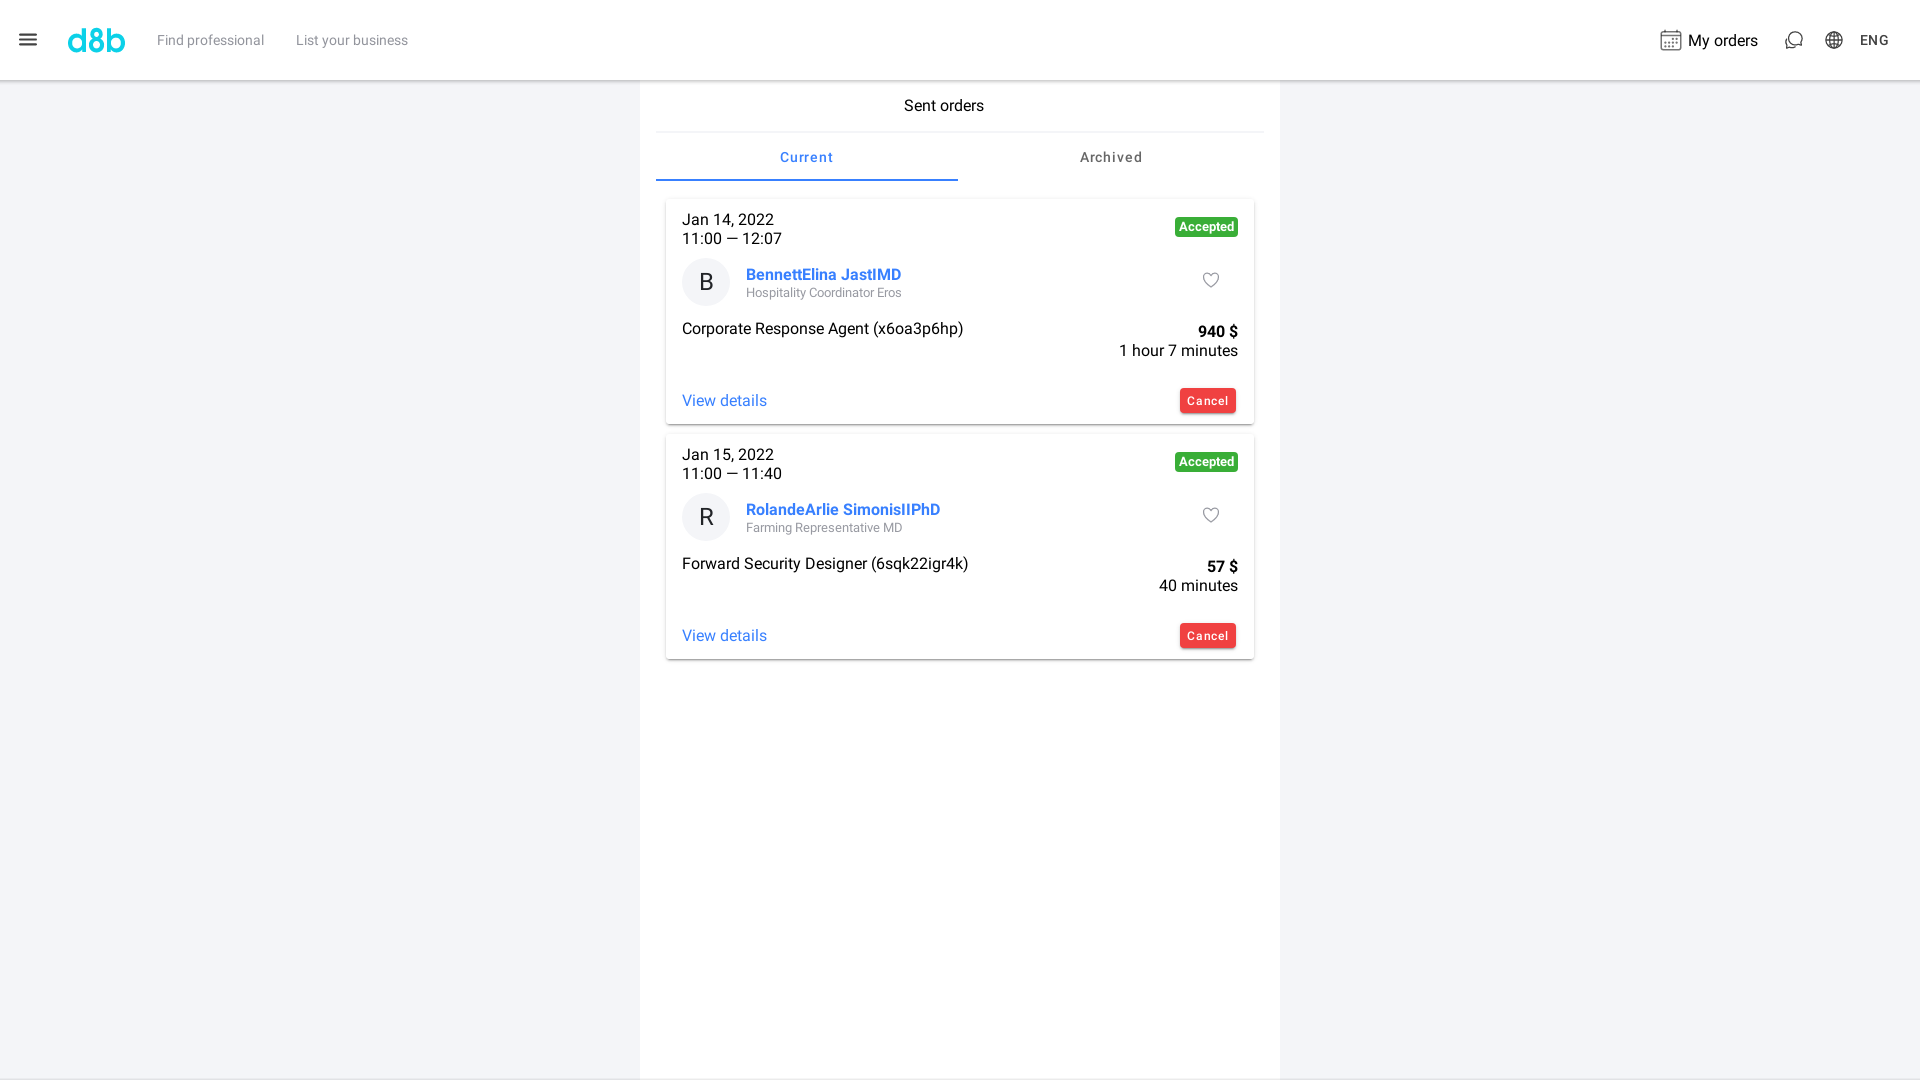 d8b
Find professional
List your business
My orders
ENG
Sent orders
Current
Archived
Jan 14, 2022
11:00 — 12:07
Accepted
B
BennettElina JastIMD
Hospitality Coordinator Eros
Corporate Response Agent (x6oa3p6hp)
940 $
1 hour 7 minutes
View details
Cancel
Jan 15, 2022
11:00 — 11:40
Accepted
R
RolandeArlie SimonisIIPhD
Farming Representative MD
Forward Security Designer (6sqk22igr4k)
57 $
40 minutes
View details
Cancel